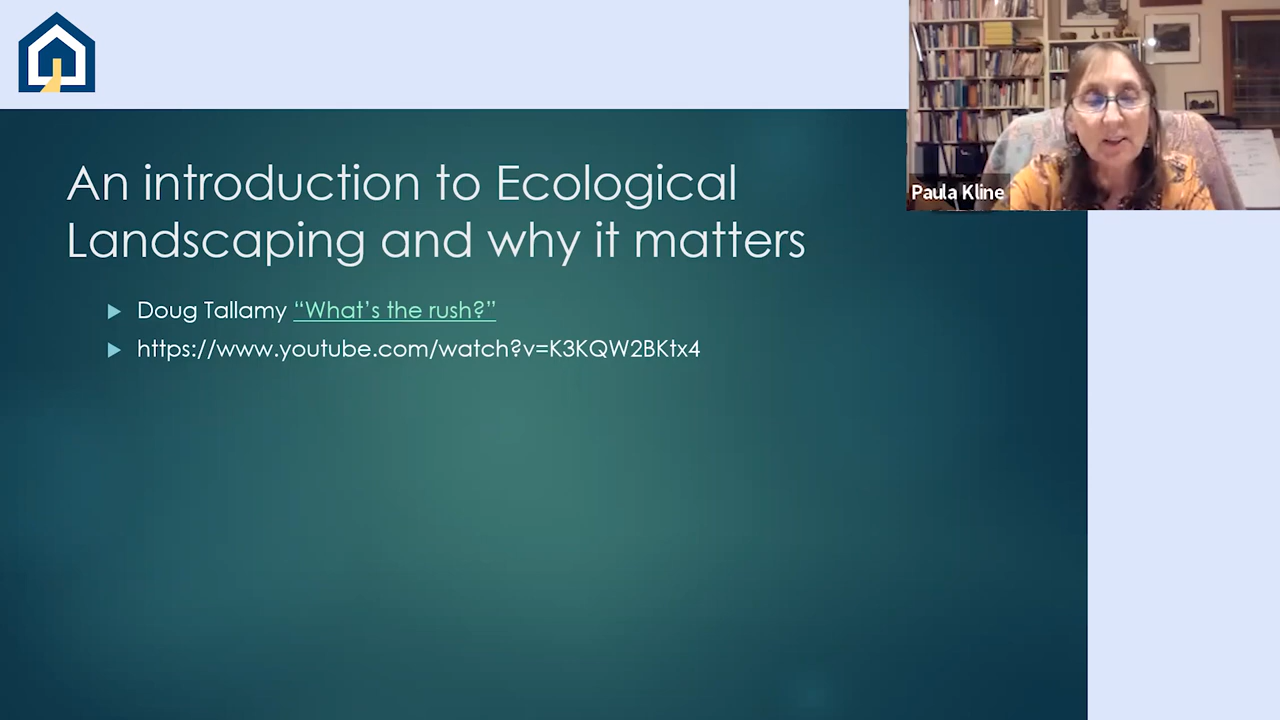 An introduction to Ecological
Landscaping and why it matters
Doug Tallamy “What’s the rush?”
https://www.youtube.com/watch?v=K3KQW2BKtx4
Paula Kline